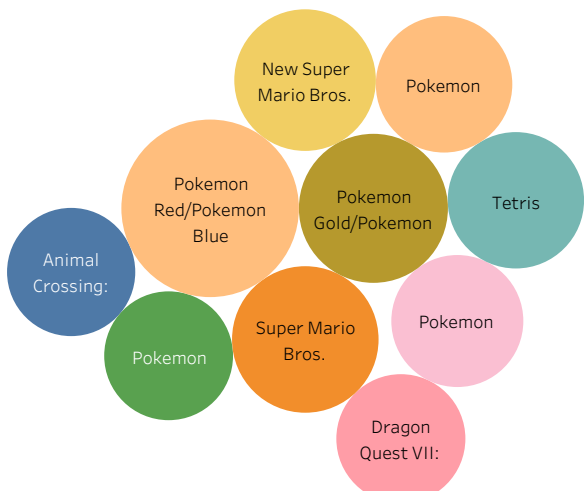 New Super
Mario Bros.
Pokemon
Pokemon
Red/Pokemon
Blue
Pokemon
Gold/Pokemon
Tetris
Animal
Crossing:
Super Mario
Bros.
Pokemon
Pokemon
Dragon
Quest VII: